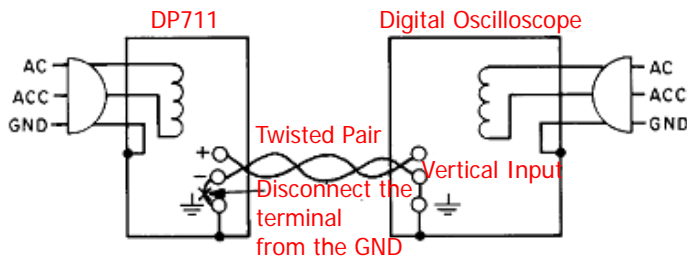 DP711
Digital Oscilloscope
AC
ACC
GND
AC
ACC
GND
Twisted Pair
+
−
Vertical Input
Disconnect the
terminal
from the GND